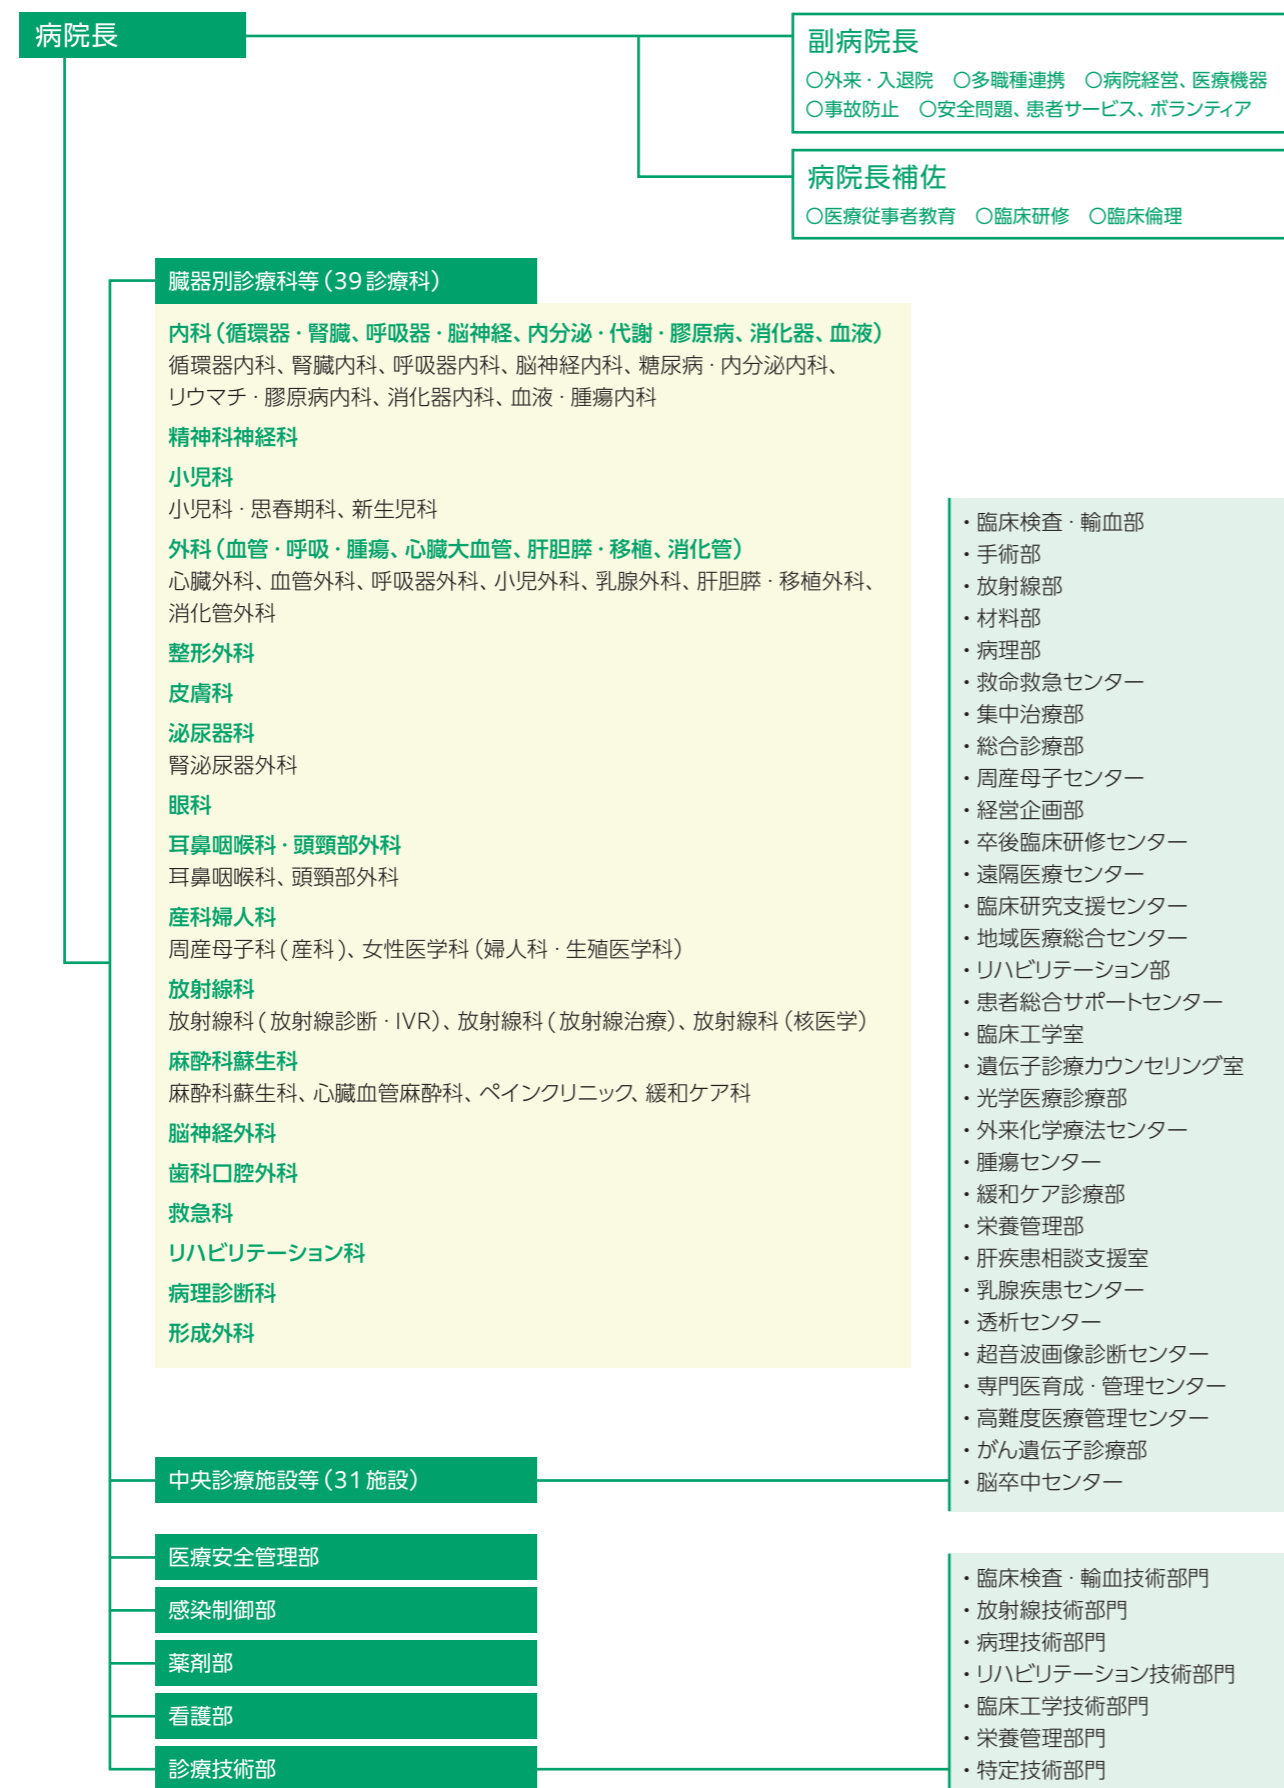 病院長
副病院長
○外来・入退院　○多職種連携　○病院経営、医療機器
○事故防止　○安全問題、患者サービス、ボランティア
病院長補佐
○医療従事者教育　○臨床研修　○臨床倫理
臓器別診療科等（39診療科）
内科（循環器・腎臓、呼吸器・脳神経、内分泌・代謝・膠原病、消化器、血液）
循環器内科、腎臓内科、呼吸器内科、脳神経内科、糖尿病・内分泌内科、
リウマチ・膠原病内科、消化器内科、血液・腫瘍内科
精神科神経科
小児科
小児科・思春期科、新生児科
外科（血管・呼吸・腫瘍、心臓大血管、肝胆膵・移植、消化管）
心臓外科、血管外科、呼吸器外科、小児外科、乳腺外科、肝胆膵・移植外科、
消化管外科
整形外科
皮膚科
泌尿器科
腎泌尿器外科
眼科
耳鼻咽喉科・頭頸部外科
耳鼻咽喉科、頭頸部外科
産科婦人科
周産母子科（産科）、女性医学科（婦人科・生殖医学科）
放射線科
放射線科（放射線診断・IVR）、放射線科（放射線治療）、放射線科（核医学）
麻酔科蘇生科
麻酔科蘇生科、心臓血管麻酔科、ペインクリニック、緩和ケア科
脳神経外科
歯科口腔外科
救急科
リハビリテーション科
病理診断科
形成外科
中央診療施設等（31施設）
・臨床検査・輸血部
・手術部
・放射線部
・材料部
・病理部
・救命救急センター
・集中治療部
・総合診療部
・周産母子センター
・経営企画部
・卒後臨床研修センター
・遠隔医療センター
・臨床研究支援センター
・地域医療総合センター
・リハビリテーション部
・患者総合サポートセンター
・臨床工学室
・遺伝子診療カウンセリング室
・光学医療診療部
・外来化学療法センター
・腫瘍センター
・緩和ケア診療部
・栄養管理部
・肝疾患相談支援室
・乳腺疾患センター
・透析センター
・超音波画像診断センター
・専門医育成・管理センター
・高難度医療管理センター
・がん遺伝子診療部
・脳卒中センター
医療安全管理部
感染制御部
薬剤部
看護部
診療技術部
・臨床検査・輸血技術部門
・放射線技術部門
・病理技術部門
・リハビリテーション技術部門
・臨床工学技術部門
・栄養管理部門
・特定技術部門